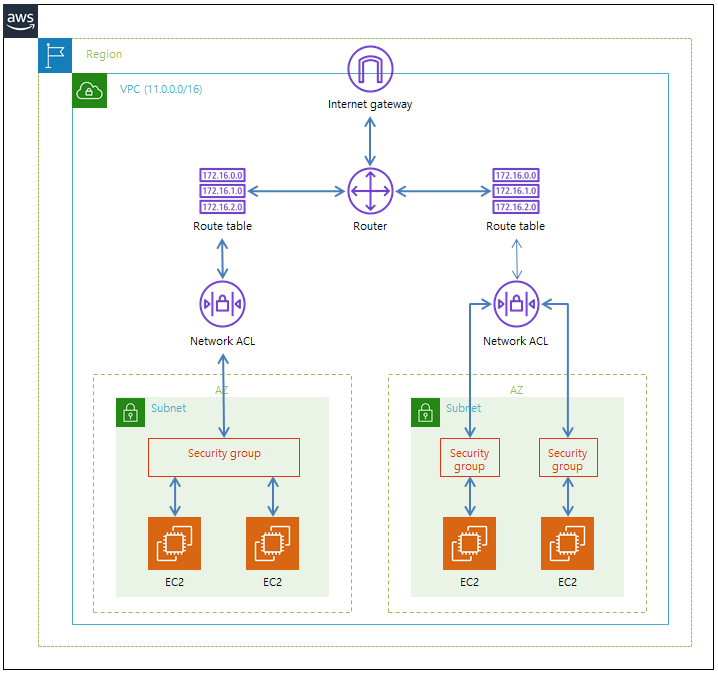 aws
Region
VPC (11.0.0.0/16)
Internet gateway
172.16.0.0
172.16.1.0
172.16.2.0
Route table
Router
172.16.0.0
172.16.1.0
172.16.2.0
Route table
Network ACL
Network ACL
AZ
Subnet
Security group
EC2
EC2
AZ
Subnet
Security
group
Security
group
EC2
EC2